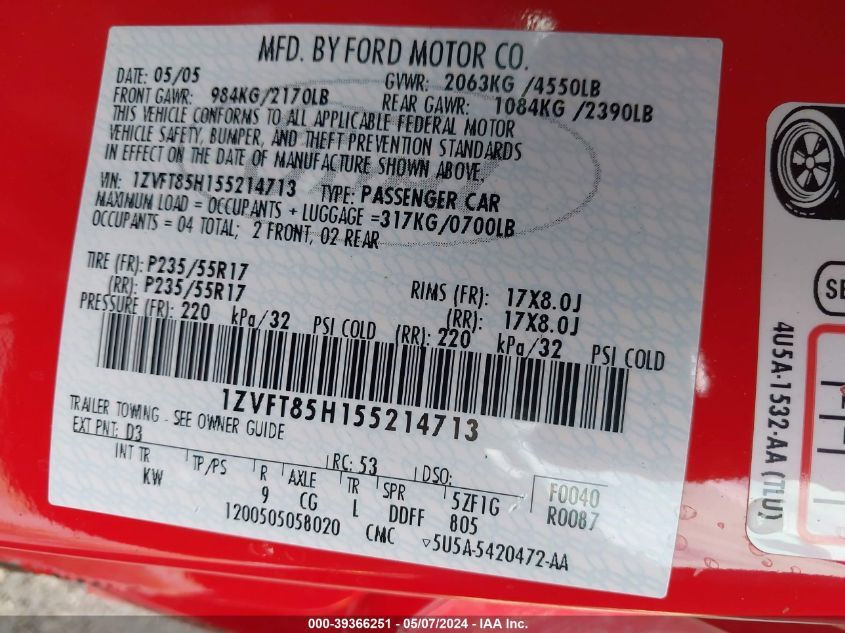 MFD. BY FORD MOTOR CO.
DATE: 05/05 GVWR: 2063KG /4550LB
FRONT GAWR: 984KG/2170LB REAR GAWR: 1084KG /2390LB
THIS VEHICLE CONFORMS TO ALL APPLICABLE FEDERAL MOTOR
VEHICLE SAFETY, BUMPER, AND THEFT PREVENTION STANDARDS
IN EFFECT ON THE DATE OF MANUFACTURE SHOWN ABOVE.
VIN: 1ZVFT85H155214713 TYPE: PASSENGER CAR
MAXIMUM LOAD = OCCUPANTS + LUGGAGE =317KG/0700LB
OCCUPANTS = 04 TOTAL; 2 FRONT, 02 REAR
TIRE (FR): P235/55R17 RIMS (FR): 17X8.0J
(RR): P235/55R17 (RR): 17X8.0J
PRESSURE (FR): 220 kPa/32 PSI COLD (RR): 220 kPa/32 PSI COLD
1ZVFT85H155214713
TRAILER TOWING - SEE OWNER GUIDE
EXT PNT: D3 RC: 53 DSO:
INT TR TP/PS R AXLE TR SPR 5ZF1G F0040
KW 9 CG L DDFF 805 R0087
1200505058020 CMC ▽5U5A-5420472-AA
4U5A-1532-AA (TLU)
SE
000-39366251 - 05/07/2024 - IAA Inc.